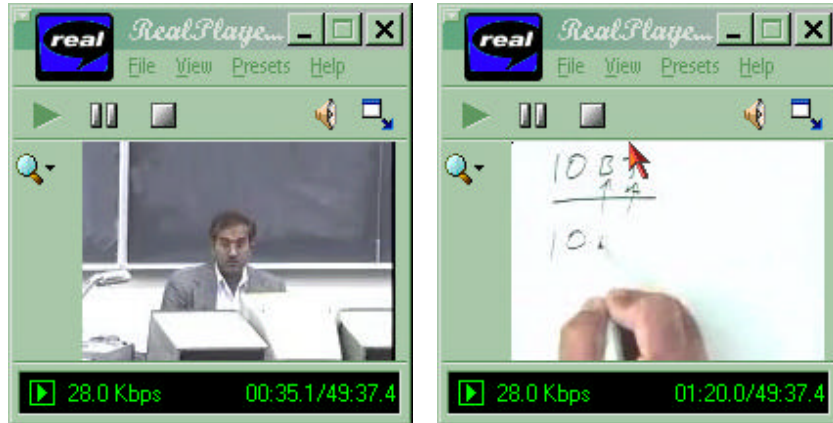 real RealPlaye...
File View Presets Help
28.0 Kbps 00:35.1/49:37.4
real RealPlaye...
File View Presets Help
10 B
10
28.0 Kbps 01:20.0/49:37.4